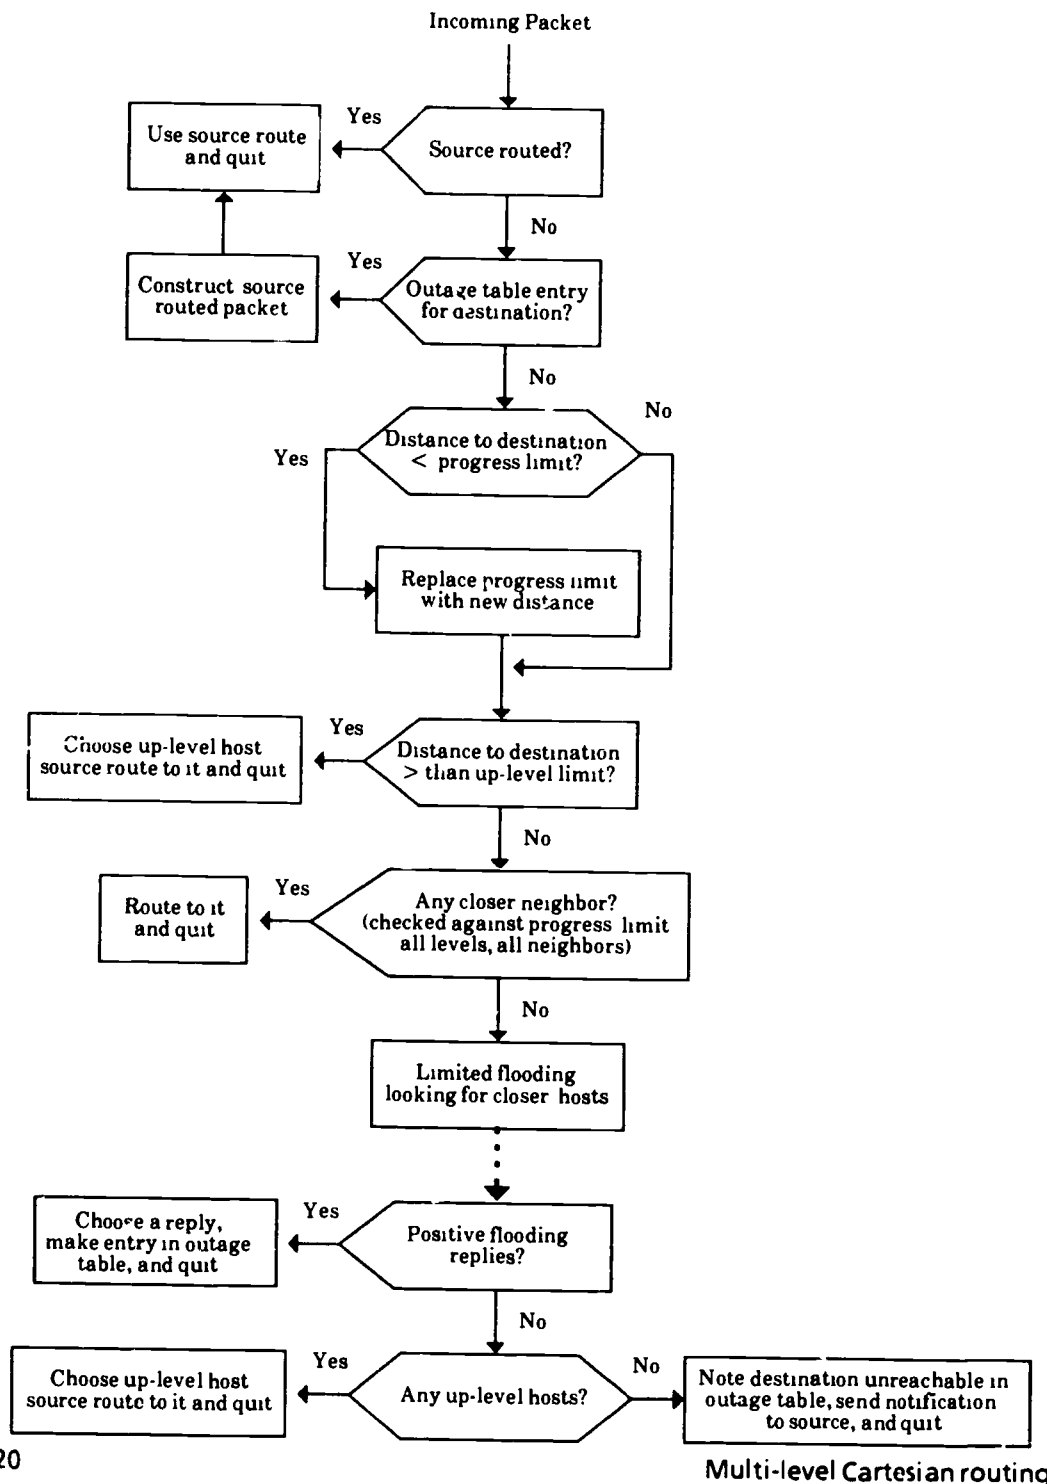 Incoming Packet
Yes
Use source route
and quit
Source routed?
No
Yes
Construct source
routed packet
Outage table entry
for destination?
No
No
Distance to destination
< progress limit?
Yes
Replace progress limit
with new distance
Yes
Choose up-level host
source route to it and quit
Distance to destination
> than up-level limit?
No
Yes
Route to it
and quit
Any closer neighbor?
(checked against progress limit
all levels, all neighbors)
No
Limited flooding
looking for closer hosts
Yes
Choose a reply,
make entry in outage
table, and quit
Positive flooding
replies?
No
Yes
Choose up-level host
source route to it and quit
Any up-level hosts?
No
Note destination unreachable in
outage table, send notification
to source, and quit
20
Multi-level Cartesian routing